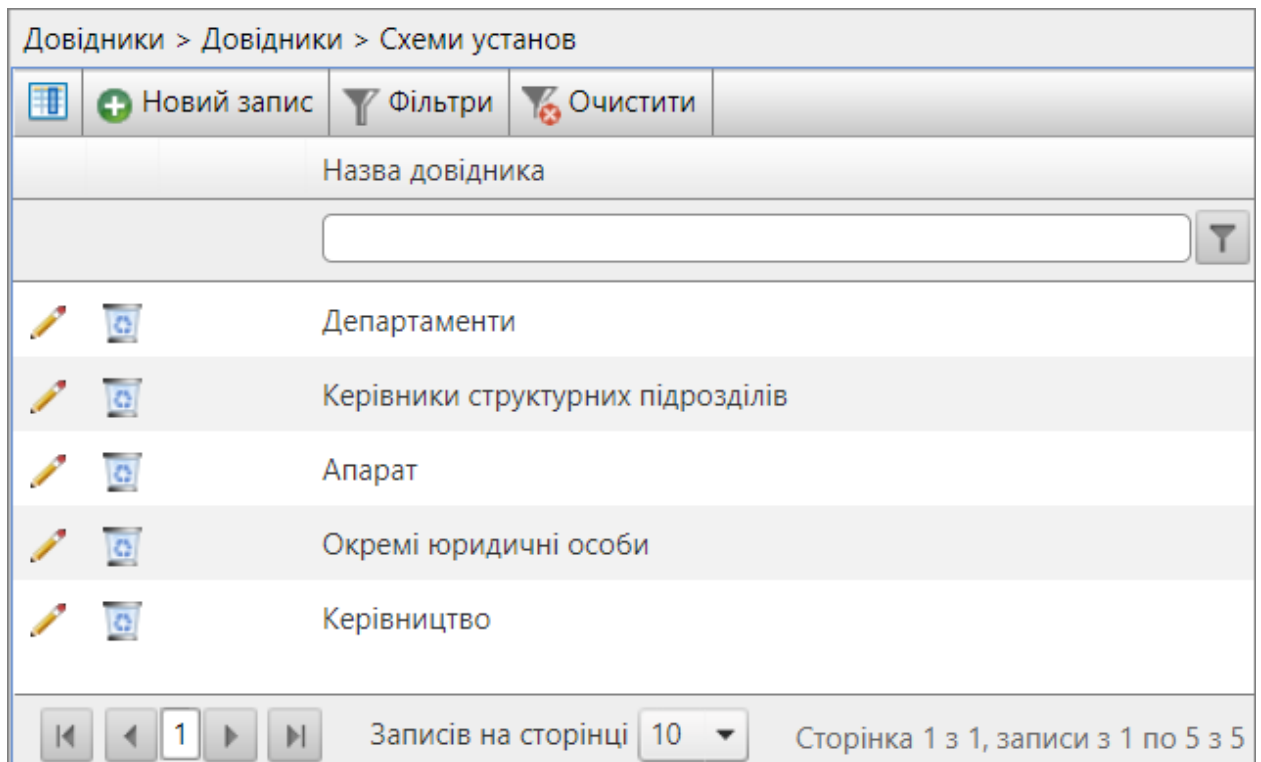 Довідники > Довідники > Схеми установ
Новий запис Фільтри Очистити
Назва довідника
Департаменти
Керівники структурних підрозділів
Апарат
Окремі юридичні особи
Керівництво
1 Записів на сторінці 10 Сторінка 1 з 1, записи з 1 по 5 з 5